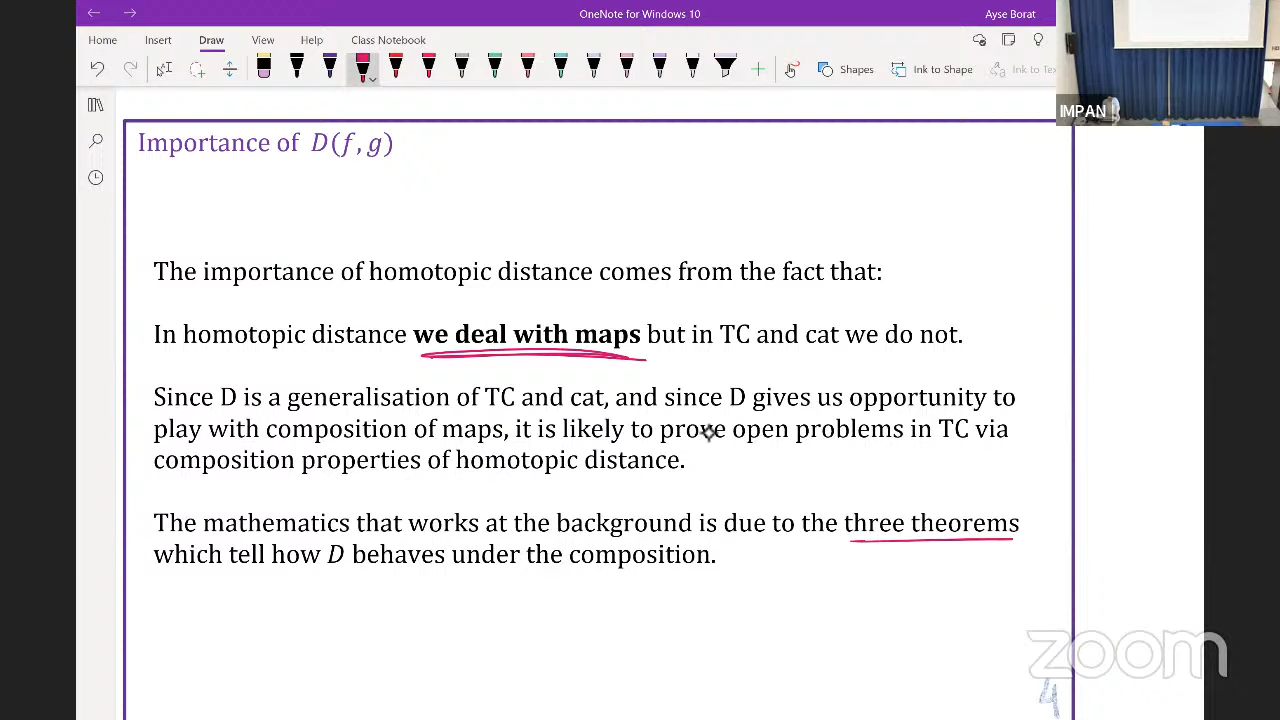 OneNote for Windows 10
Ayse Borat
Home Insert Draw View Help Class Notebook
Shapes Ink to Shape Ink to Tex
IMPAN
Importance of D(f, g)
The importance of homotopic distance comes from the fact that:
In homotopic distance we deal with maps but in TC and cat we do not.
Since D is a generalisation of TC and cat, and since D gives us opportunity to
play with composition of maps, it is likely to prove open problems in TC via
composition properties of homotopic distance.
The mathematics that works at the background is due to the three theorems
which tell how D behaves under the composition.
zoom
4